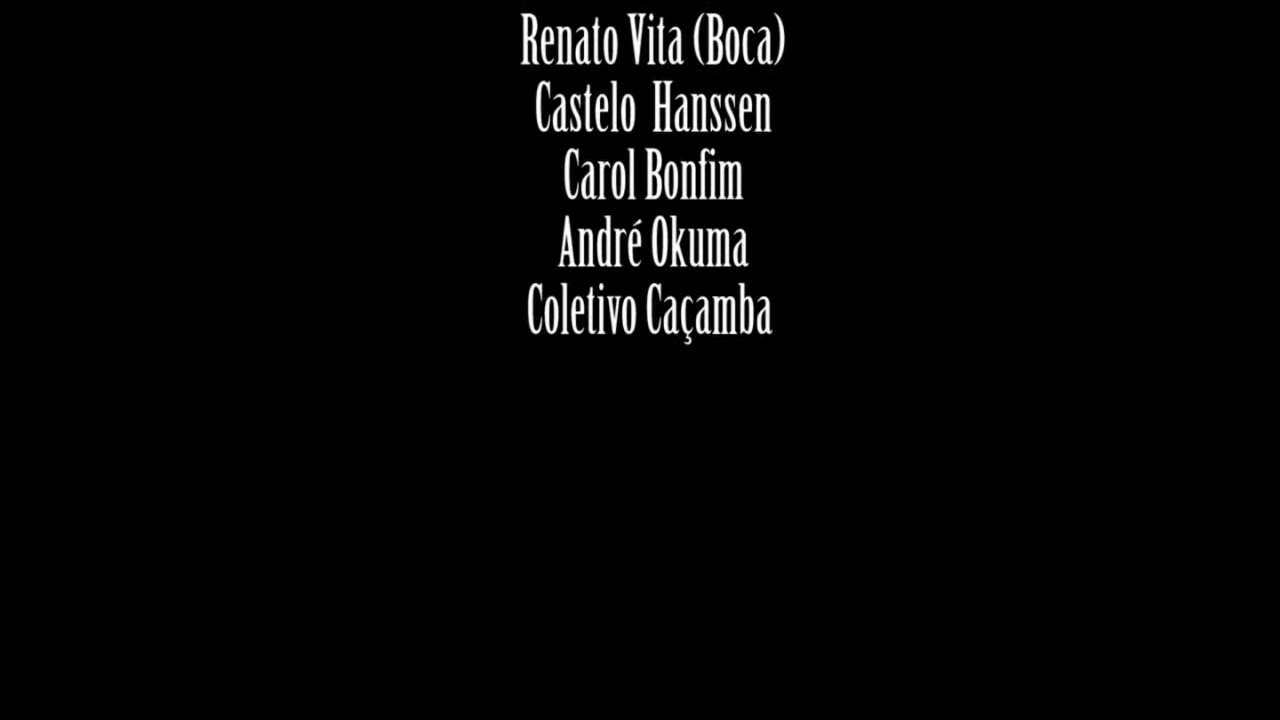 Renato Vita (Boca)
Castelo Hanssen
Carol Bonfim
André Okuma
Coletivo Caçamba